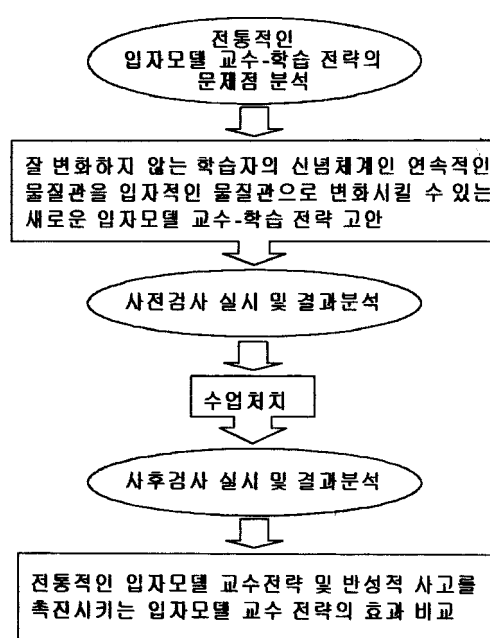 전통적인
입자모델 교수-학습 전략의
문제점 분석
잘 변화하지 않는 학습자의 신념체계인 연속적인
물질관을 입자적인 물질관으로 변화시킬 수 있는
새로운 입자모델 교수-학습 전략 고안
사전검사 실시 및 결과분석
수업처치
사후검사 실시 및 결과분석
전통적인 입자모델 교수전략 및 반성적 사고를
촉진시키는 입자모델 교수 전략의 효과 비교